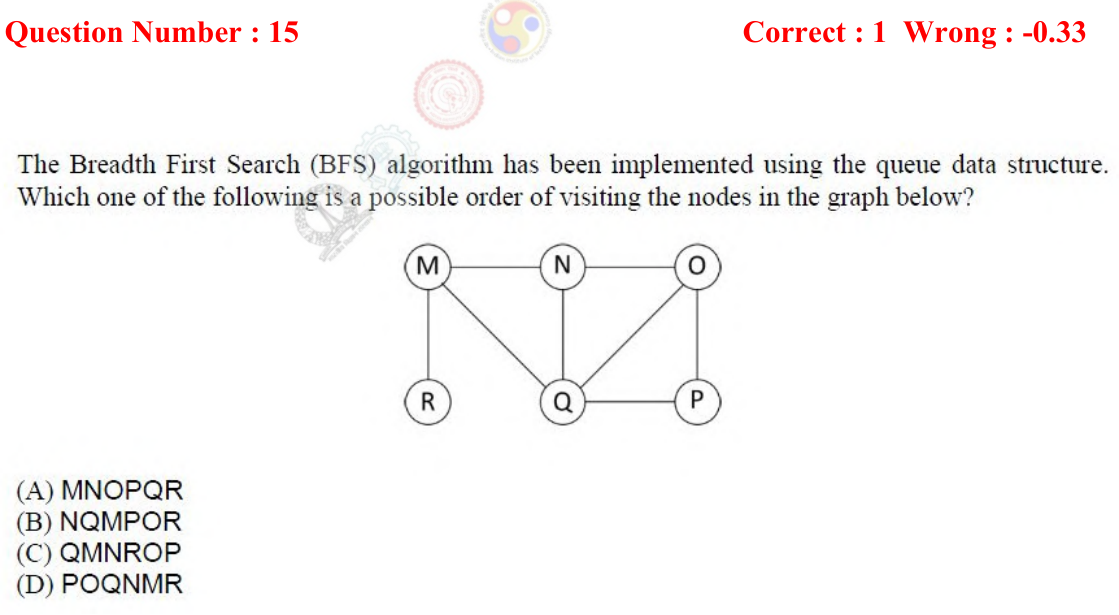 Question Number : 15 Correct : 1 Wrong : -0.33
The Breadth First Search (BFS) algorithm has been implemented using the queue data structure.
Which one of the following is a possible order of visiting the nodes in the graph below?
M N O
R Q P
(A) MNOPQR
(B) NQMPOR
(C) QMNROP
(D) POQNMR